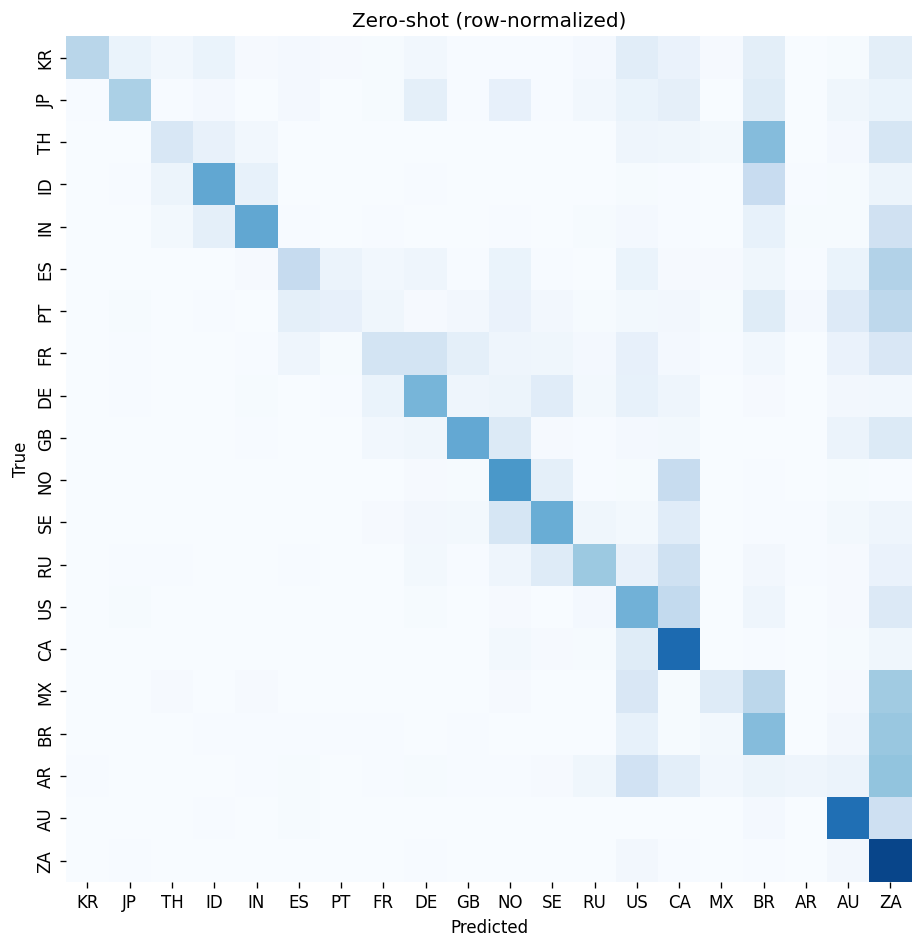 Zero-shot (row-normalized)
True
KR
JP
TH
ID
IN
ES
PT
FR
DE
GB
NO
SE
RU
US
CA
MX
BR
AR
AU
ZA
KR JP TH ID IN ES PT FR DE GB NO SE RU US CA MX BR AR AU ZA
Predicted